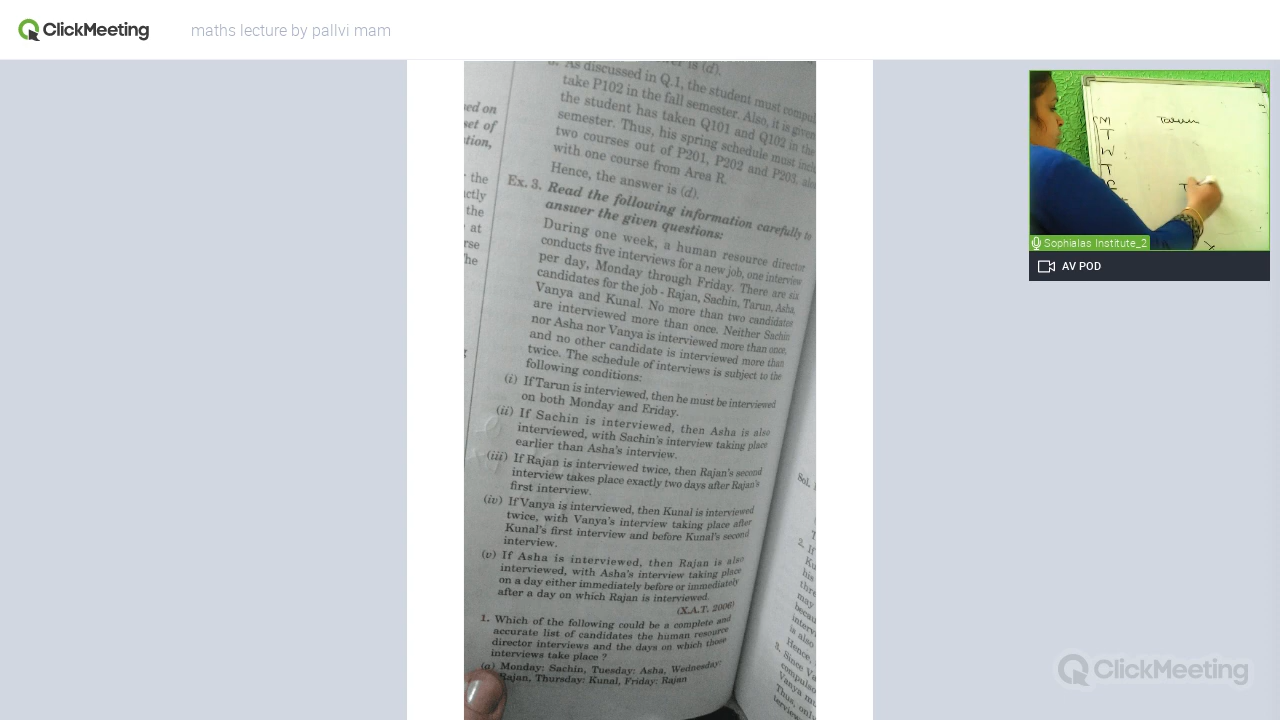 ClickMeeting
maths lecture by pallvi mam
is (d).
As discussed in Q.1, the student must
take P102 in the fall semester. Also, it is given
the student has taken Q101 and Q102 in the
semester. Thus, his spring schedule must
two courses out of P201, P202 and P203,
with one course from Area R.
Hence, the answer is (d).
Ex. 3. Read the following information carefully to
answer the given questions:
During one week, a human resource director
conducts five interviews for a new job, one interview
per day, Monday through Friday. There are six
candidates for the job - Rajan, Sachin, Tarun, Asha,
Vanya and Kunal. No more than two candidates
are interviewed more than once. Neither Sachin
nor Asha nor Vanya is interviewed more than once,
and no other candidate is interviewed more than
twice. The schedule of interviews is subject to the
following conditions:
(i) If Tarun is interviewed, then he must be interviewed
on both Monday and Friday.
(ii) If Sachin is interviewed, then Asha is also
interviewed, with Sachin's interview taking place
earlier than Asha's interview.
(iii) If Rajan is interviewed twice, then Rajan's second
interview takes place exactly two days after Rajan's
first interview.
(iv) If Vanya is interviewed, then Kunal is interviewed
twice, with Vanya's interview taking place after
Kunal's first interview and before Kunal's second
interview.
(v) If Asha is interviewed, then Rajan is also
interviewed, with Asha's interview taking place
on a day either immediately before or immediately
after a day on which Rajan is interviewed.
(X.A.T. 2006)
1. Which of the following could be a complete and
accurate list of candidates the human resource
director interviews and the days on which those
interviews take place ?
(a) Monday: Sachin, Tuesday: Asha, Wednesday:
Rajan, Thursday: Kunal, Friday: Rajan
ed on
set of
tion,
the
the
at
Sol.
2.
3. Since
Tarun
M
T
W
T
T
Sophialas Institute_2
AV POD
ClickMeeting